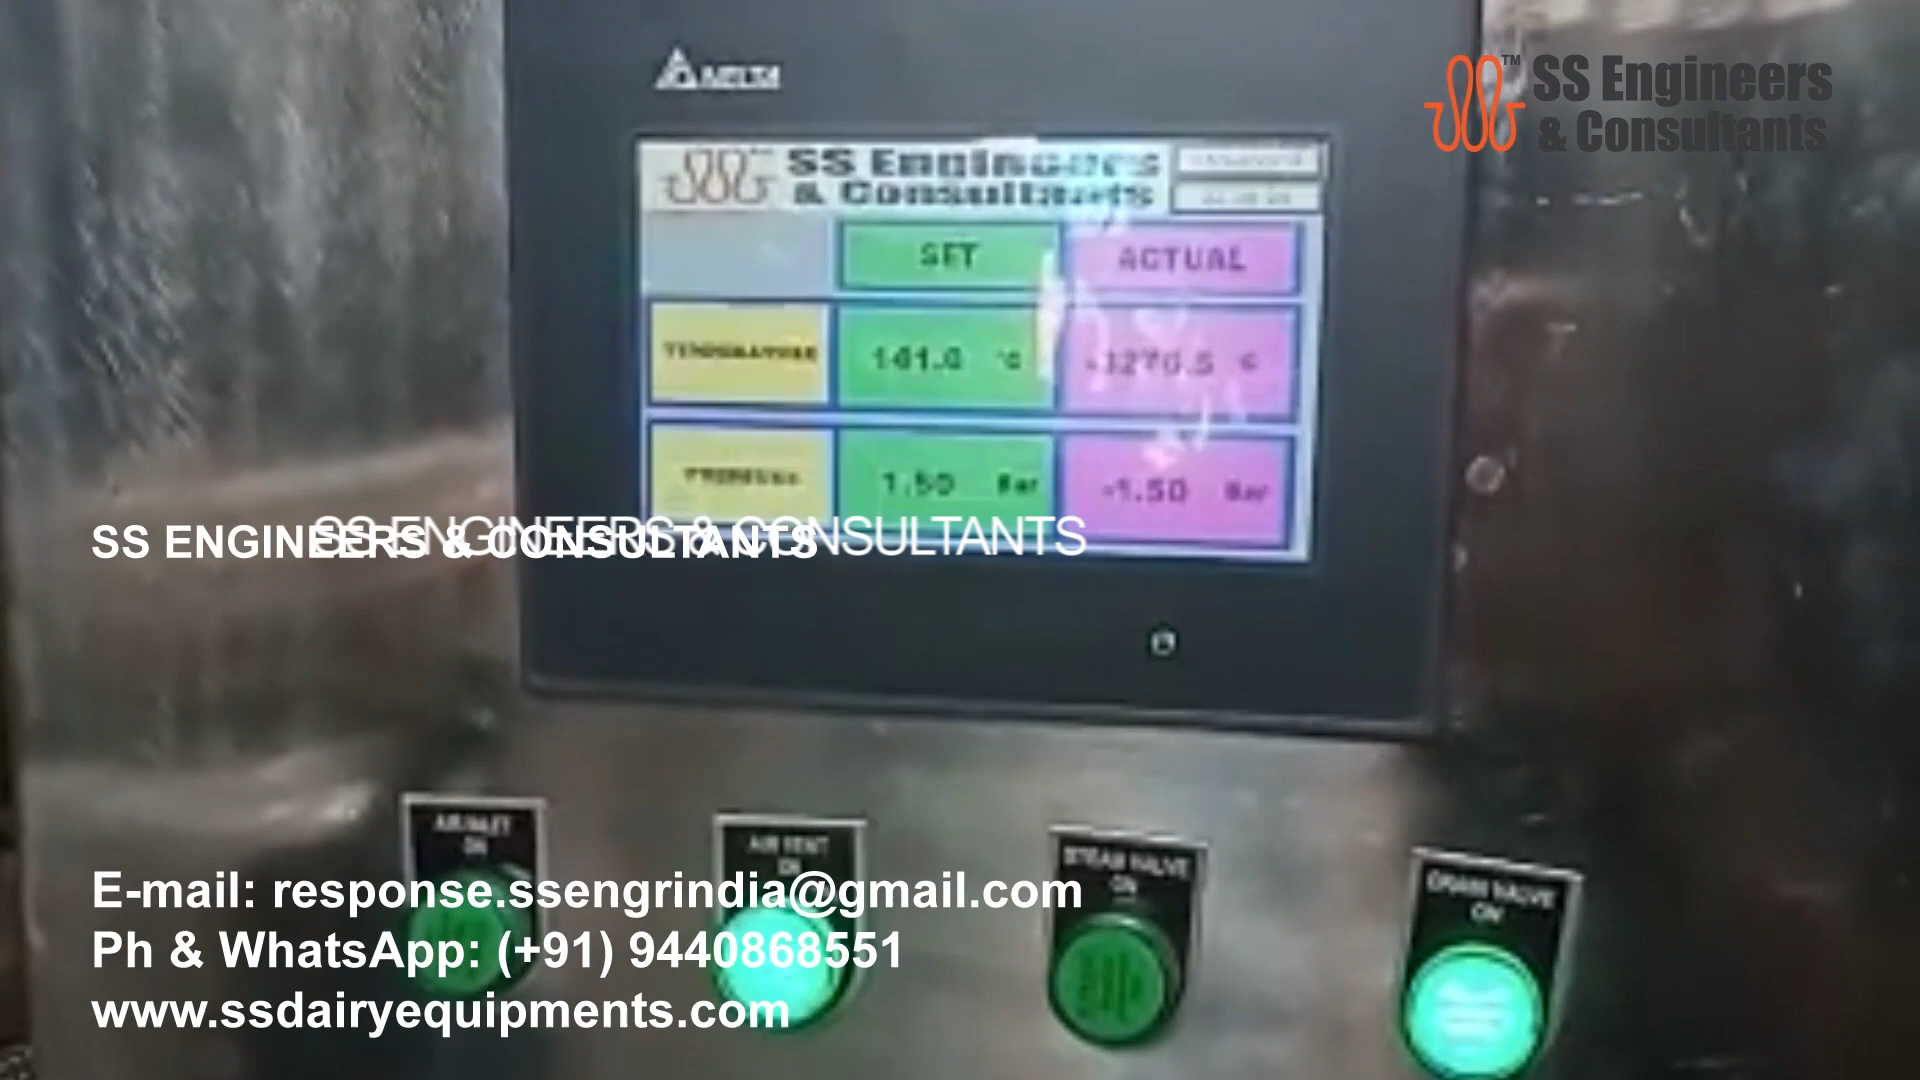 DELTA
SS Engineers
& Consultants
SS Engineers
& Consultants
SET ACTUAL
TEMPERATURE °C
PRESSURE 1.50 Bar -1.50 Bar
SS ENGINEERS & CONSULTANTS
SS ENGINEERS & CONSULTANTS
AIR INLET
ON
AIR VENT
ON
STEAM VALVE
ON
DRAIN VALVE
ON
E-mail: response.ssengrindia@gmail.com
Ph & WhatsApp: (+91) 9440868551
www.ssdairyequipments.com